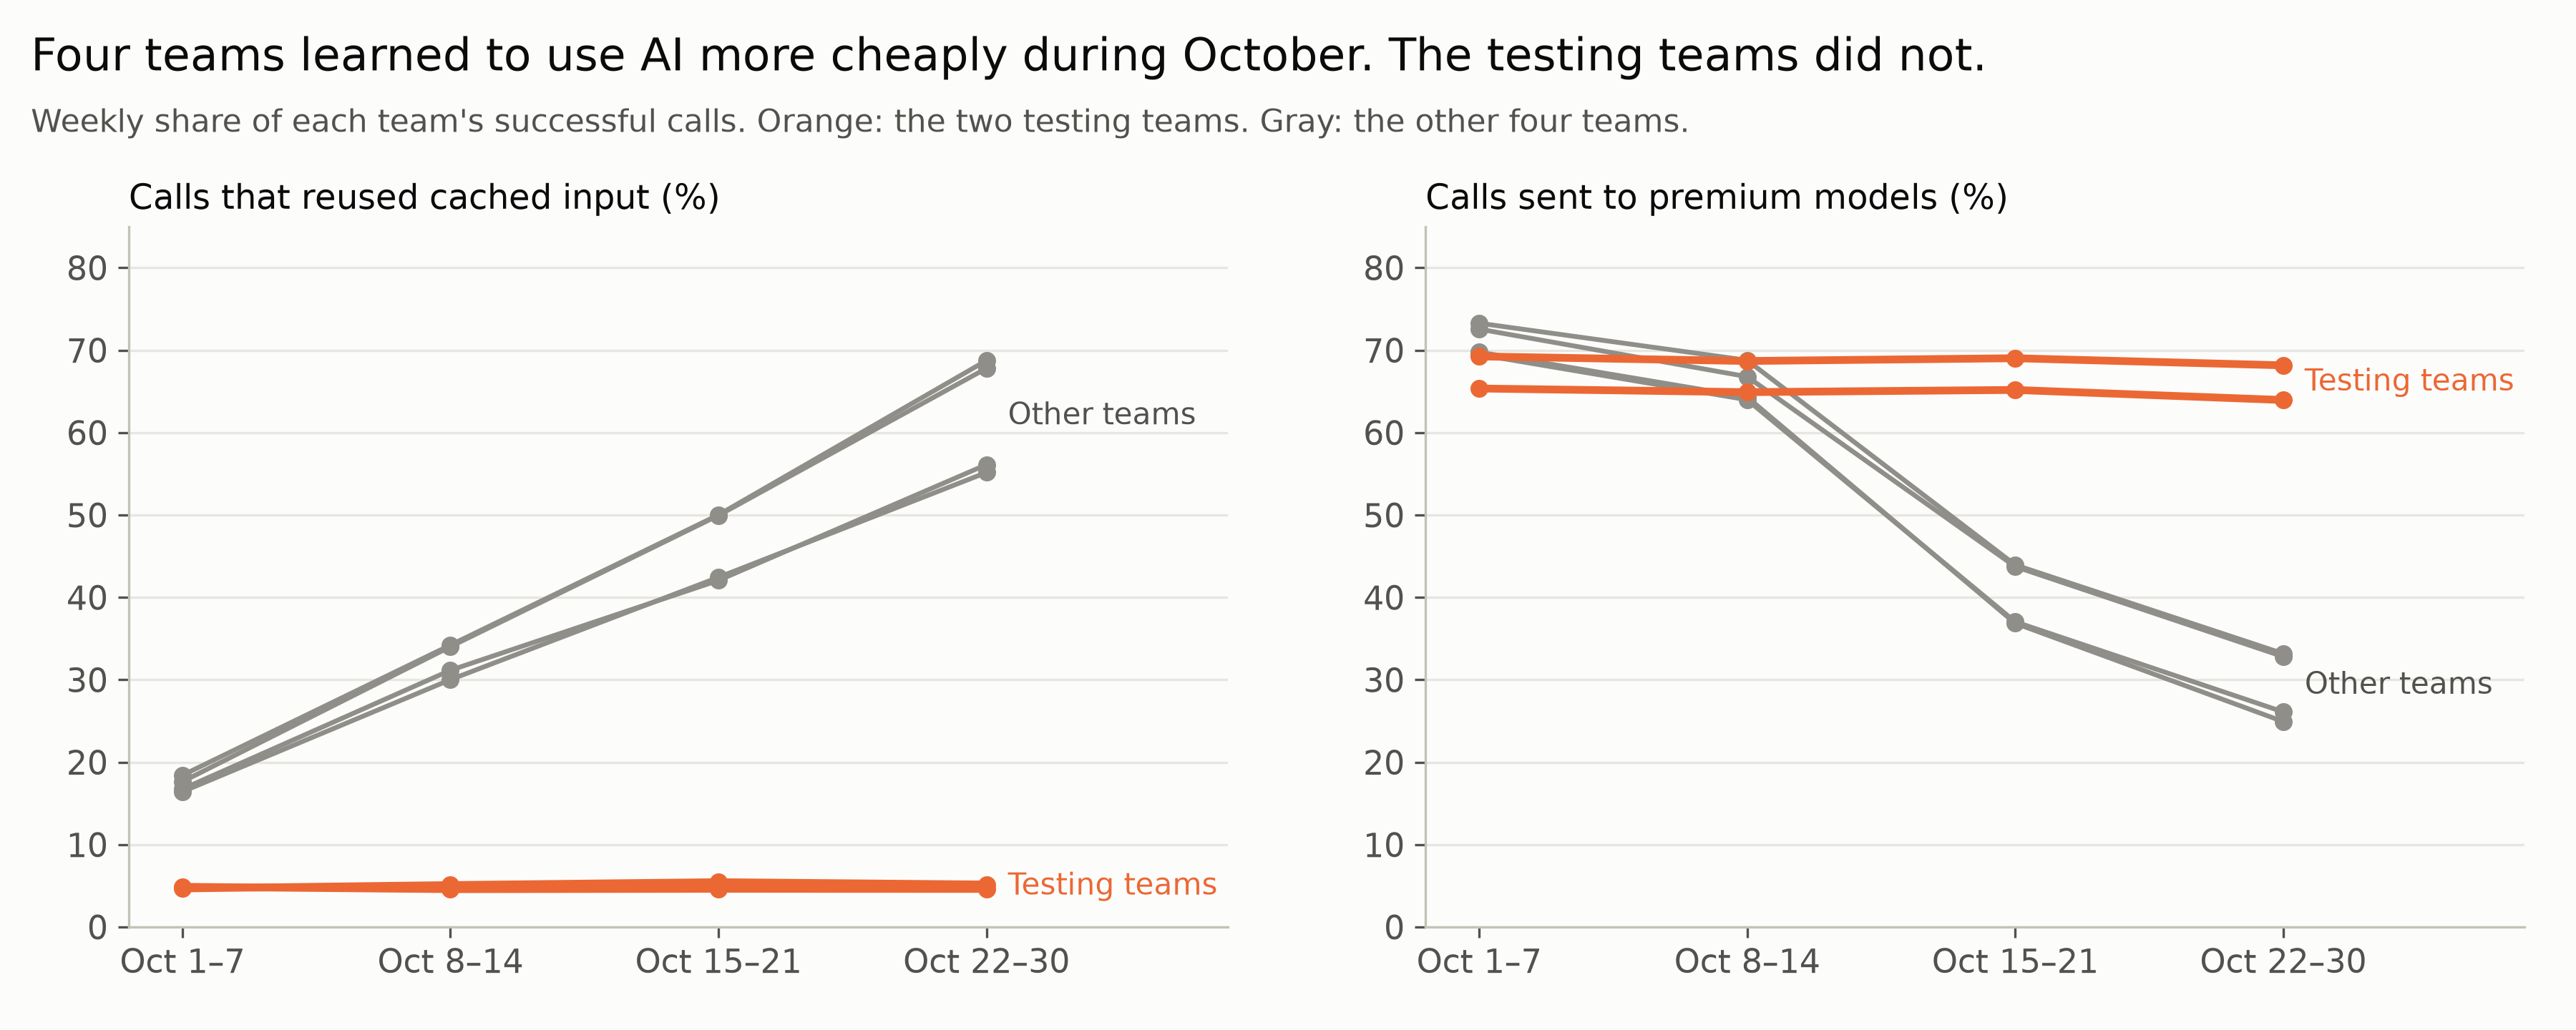 Four teams learned to use AI more cheaply during October. The testing teams did not.
Weekly share of each team's successful calls. Orange: the two testing teams. Gray: the other four teams.
Calls that reused cached input (%)
80
70
60
50
40
30
20
10
0
Other teams
Testing teams
Oct 1–7
Oct 8–14
Oct 15–21
Oct 22–30
Calls sent to premium models (%)
80
70
60
50
40
30
20
10
0
Testing teams
Other teams
Oct 1–7
Oct 8–14
Oct 15–21
Oct 22–30